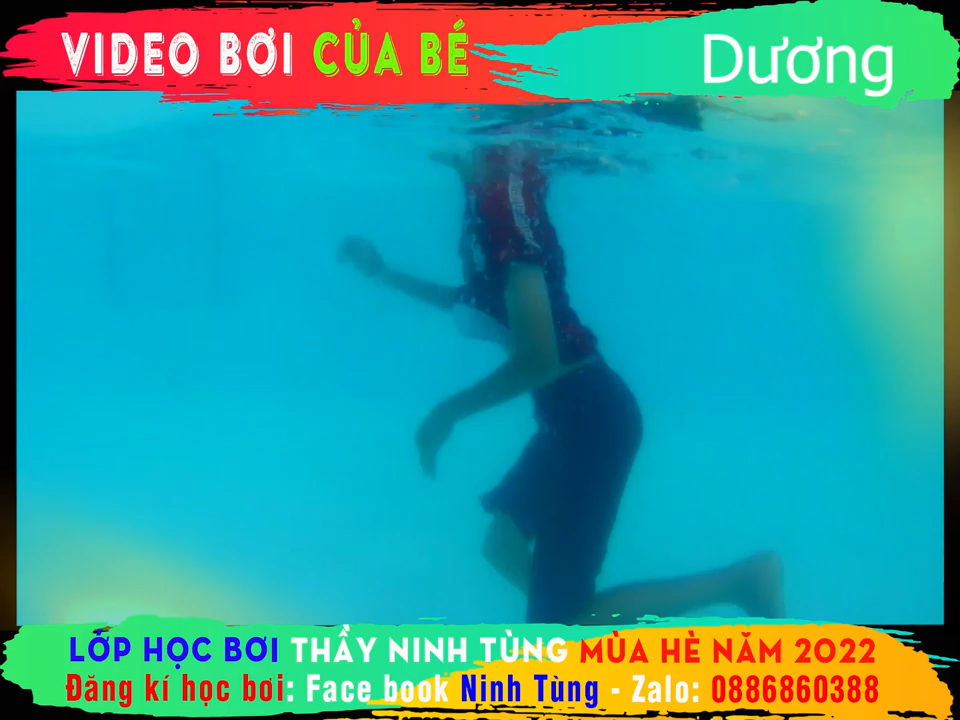 VIDEO BƠI CỦA BÉ
Dương
LỚP HỌC BƠI THẦY NINH TÙNG MÙA HÈ NĂM 2022
Đăng kí học bơi: Face book Ninh Tùng - Zalo: 0886860388